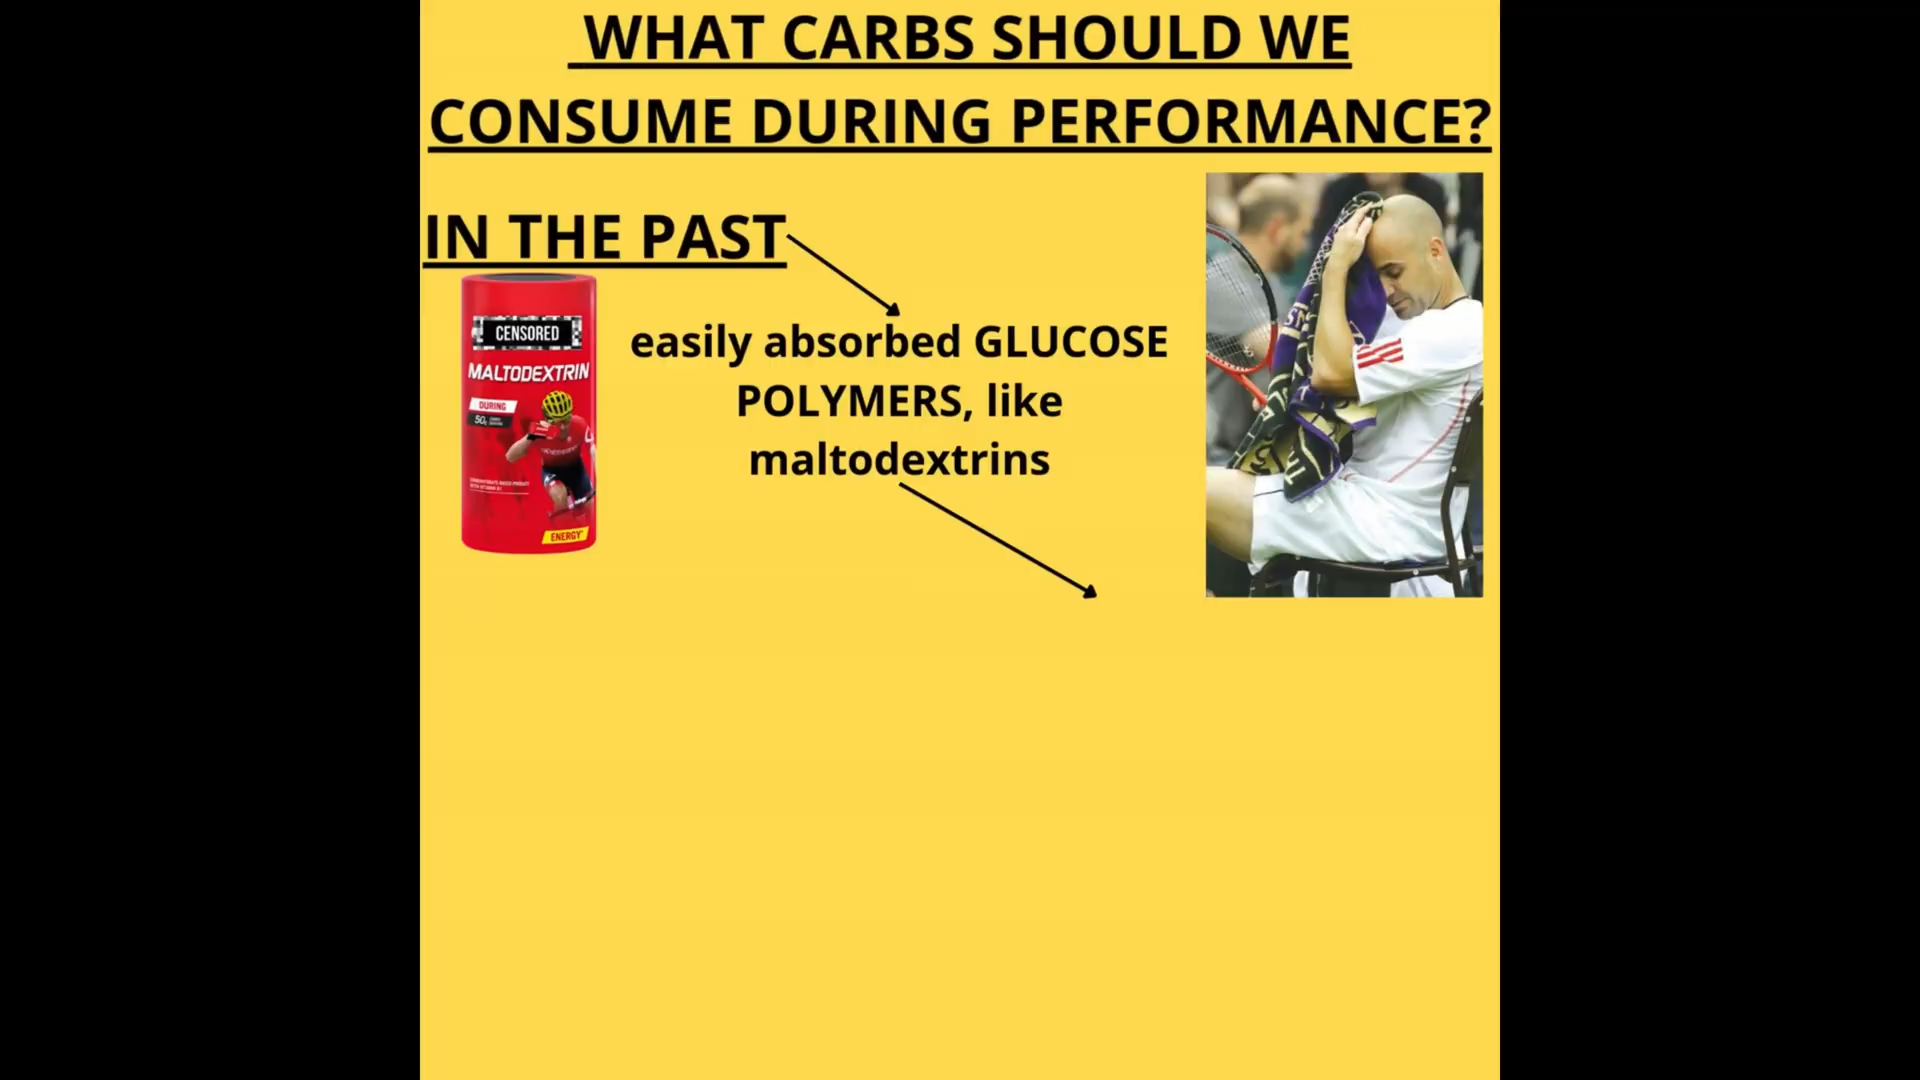 WHAT CARBS SHOULD WE
CONSUME DURING PERFORMANCE?
IN THE PAST
CENSORED
MALTODEXTRIN
DURING
50g
ENERGY
easily absorbed GLUCOSE
POLYMERS, like
maltodextrins